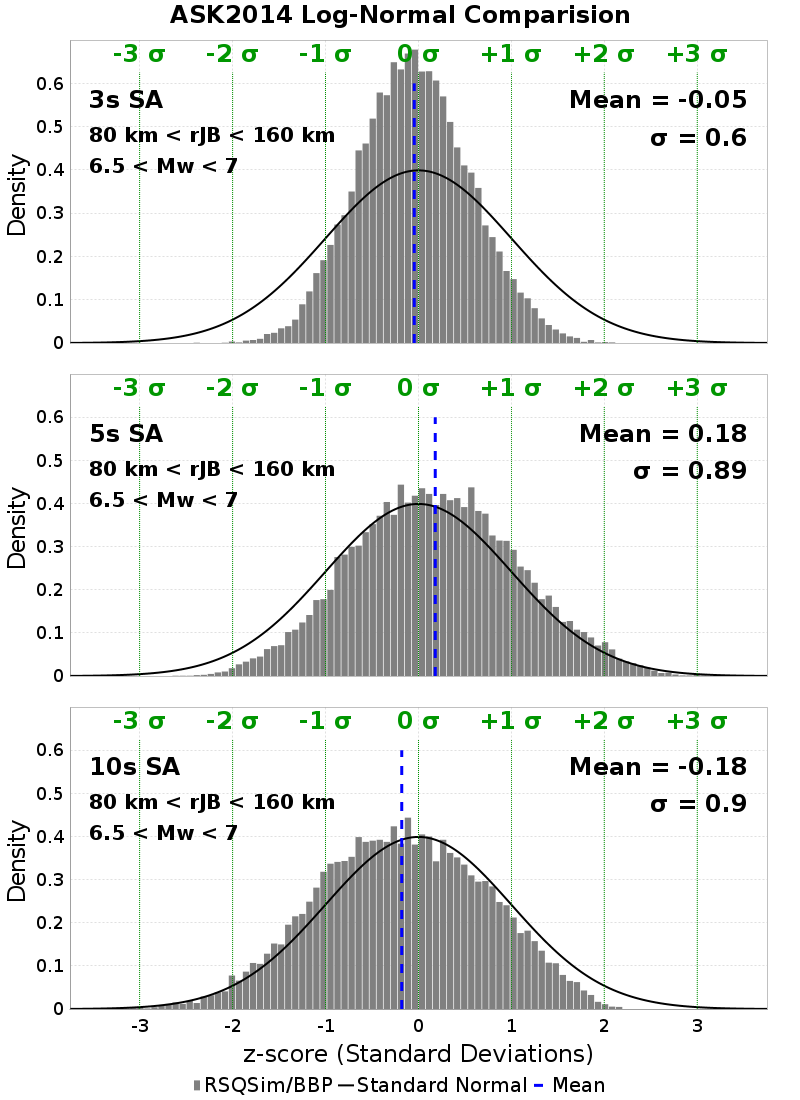 ASK2014 Log-Normal Comparision
-3 σ -2 σ -1 σ 0 σ +1 σ +2 σ +3 σ
3s SA
Mean = -0.05
80 km < rJB < 160 km
σ = 0.6
6.5 < Mw < 7
Density
0.6
0.5
0.4
0.3
0.2
0.1
0
-3 σ -2 σ -1 σ 0 σ +1 σ +2 σ +3 σ
5s SA
Mean = 0.18
80 km < rJB < 160 km
σ = 0.89
6.5 < Mw < 7
Density
0.6
0.5
0.4
0.3
0.2
0.1
0
-3 σ -2 σ -1 σ 0 σ +1 σ +2 σ +3 σ
10s SA
Mean = -0.18
80 km < rJB < 160 km
σ = 0.9
6.5 < Mw < 7
Density
0.6
0.5
0.4
0.3
0.2
0.1
0
-3 -2 -1 0 1 2 3
z-score (Standard Deviations)
RSQSim/BBP Standard Normal Mean